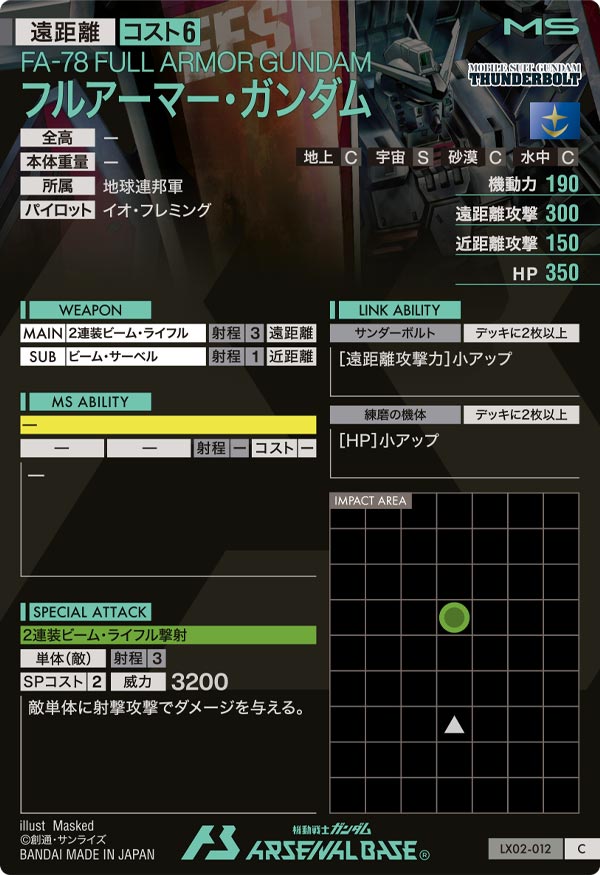 遠距離 コスト6 MS
FA-78 FULL ARMOR GUNDAM
フルアーマー・ガンダム
MOBILE SUIT GUNDAM
THUNDERBOLT
全高 ―
本体重量 ―
所属 地球連邦軍
パイロット イオ・フレミング
地上 C 宇宙 S 砂漠 C 水中 C
機動力 190
遠距離攻撃 300
近距離攻撃 150
HP 350
WEAPON
MAIN 2連装ビーム・ライフル 射程 3 遠距離
SUB ビーム・サーベル 射程 1 近距離
MS ABILITY
―
― ― 射程 ― コスト ―
―
SPECIAL ATTACK
2連装ビーム・ライフル撃射
単体(敵) 射程 3
SPコスト 2 威力 3200
敵単体に射撃攻撃でダメージを与える。
LINK ABILITY
サンダーボルト デッキに2枚以上
[遠距離攻撃力]小アップ
練磨の機体 デッキに2枚以上
[HP]小アップ
IMPACT AREA
illust Masked
©創通・サンライズ
BANDAI MADE IN JAPAN
機動戦士ガンダム
ARSENAL BASE®
LX02-012 C